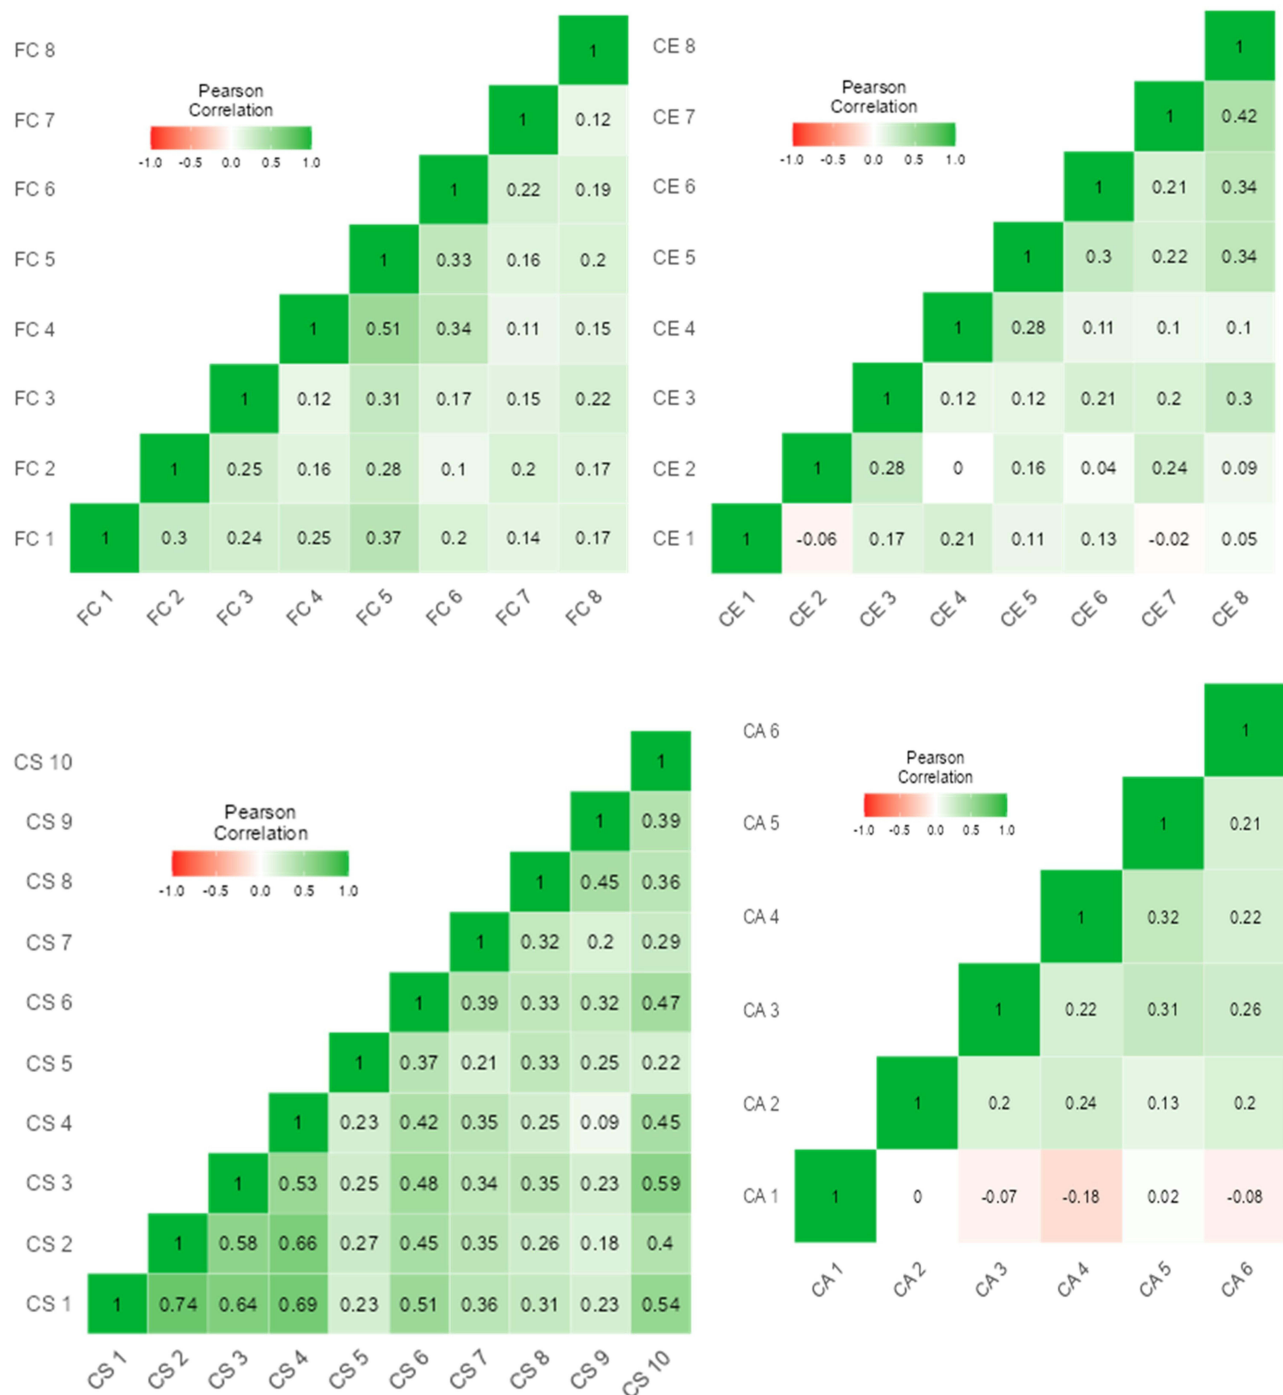 FC 8 1
Pearson
Correlation
-1.0 -0.5 0.0 0.5 1.0
FC 7 1 0.12
FC 6 1 0.22 0.19
FC 5 1 0.33 0.16 0.2
FC 4 1 0.51 0.34 0.11 0.15
FC 3 1 0.12 0.31 0.17 0.15 0.22
FC 2 1 0.25 0.16 0.28 0.1 0.2 0.17
FC 1 1 0.3 0.24 0.25 0.37 0.2 0.14 0.17
FC 1 FC 2 FC 3 FC 4 FC 5 FC 6 FC 7 FC 8
CE 8 1
Pearson
Correlation
-1.0 -0.5 0.0 0.5 1.0
CE 7 1 0.42
CE 6 1 0.21 0.34
CE 5 1 0.3 0.22 0.34
CE 4 1 0.28 0.11 0.1 0.1
CE 3 1 0.12 0.12 0.21 0.2 0.3
CE 2 1 0.28 0 0.16 0.04 0.24 0.09
CE 1 1 -0.06 0.17 0.21 0.11 0.13 -0.02 0.05
CE 1 CE 2 CE 3 CE 4 CE 5 CE 6 CE 7 CE 8
CS 10 1
Pearson
Correlation
-1.0 -0.5 0.0 0.5 1.0
CS 9 1 0.39
CS 8 1 0.45 0.36
CS 7 1 0.32 0.2 0.29
CS 6 1 0.39 0.33 0.32 0.47
CS 5 1 0.37 0.21 0.33 0.25 0.22
CS 4 1 0.23 0.42 0.35 0.25 0.09 0.45
CS 3 1 0.53 0.25 0.48 0.34 0.35 0.23 0.59
CS 2 1 0.58 0.66 0.27 0.45 0.35 0.26 0.18 0.4
CS 1 1 0.74 0.64 0.69 0.23 0.51 0.36 0.31 0.23 0.54
CS 1 CS 2 CS 3 CS 4 CS 5 CS 6 CS 7 CS 8 CS 9 CS 10
CA 6 1
Pearson
Correlation
-1.0 -0.5 0.0 0.5 1.0
CA 5 1 0.21
CA 4 1 0.32 0.22
CA 3 1 0.22 0.31 0.26
CA 2 1 0.2 0.24 0.13 0.2
CA 1 1 0 -0.07 -0.18 0.02 -0.08
CA 1 CA 2 CA 3 CA 4 CA 5 CA 6